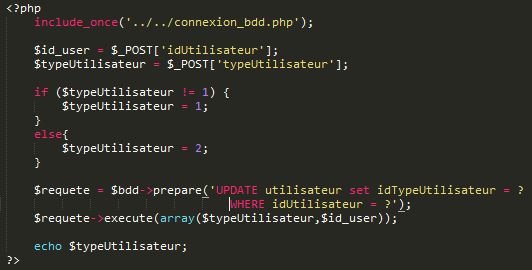 <?php
include_once('../../connexion_bdd.php');
$id_user = $_POST['idUtilisateur'];
$typeUtilisateur = $_POST['typeUtilisateur'];
if ($typeUtilisateur != 1) {
$typeUtilisateur = 1;
}
else{
$typeUtilisateur = 2;
}
$requete = $bdd->prepare('UPDATE utilisateur set idTypeUtilisateur = ?
WHERE idUtilisateur = ?');
$requete->execute(array($typeUtilisateur,$id_user));
echo $typeUtilisateur;
?>